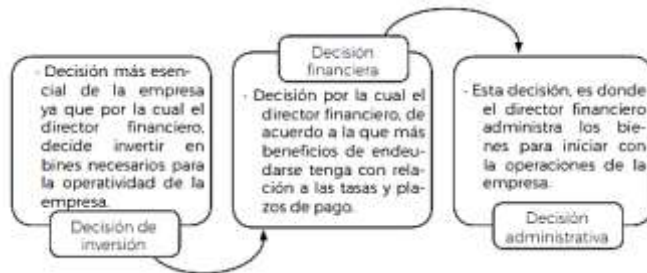 - Decisión más esen-
cial de la empresa
ya que por la cual el
director financiero,
decide invertir en
bines necesarios para
la operatividad de la
empresa.
Decisión de
inversión
Decisión
financiera
- Decisión por la cual el
director financiero, de
acuerdo a la que más
beneficios de endeu-
darse tenga con rela-
ción a las tasas y pla-
zos de pago.
- Esta decisión, es donde
el director financiero
administra los bie-
nes para iniciar con
la operaciones de la
empresa.
Decisión
administrativa